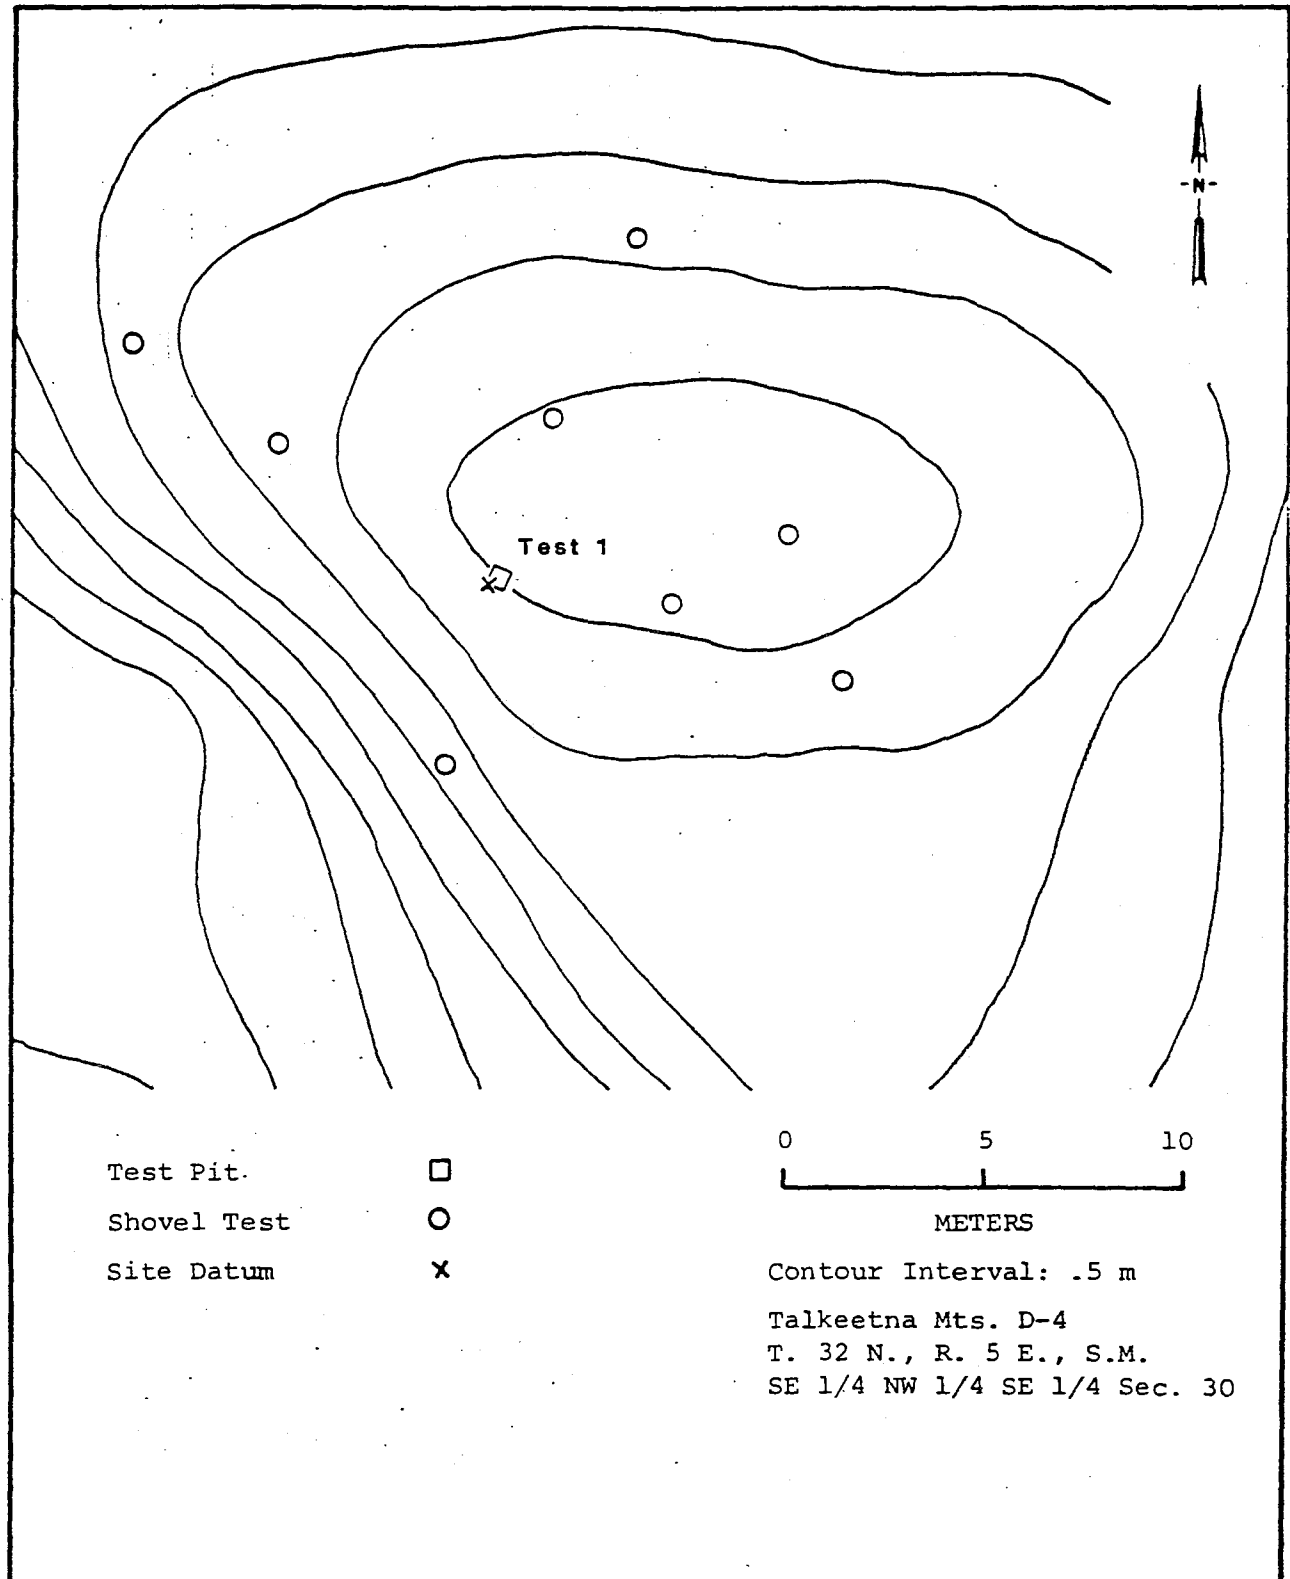 -N-
Test 1
0 5 10
METERS
Test Pit
Shovel Test
Site Datum
Contour Interval: .5 m
Talkeetna Mts. D-4
T. 32 N., R. 5 E., S.M.
SE 1/4 NW 1/4 SE 1/4 Sec. 30